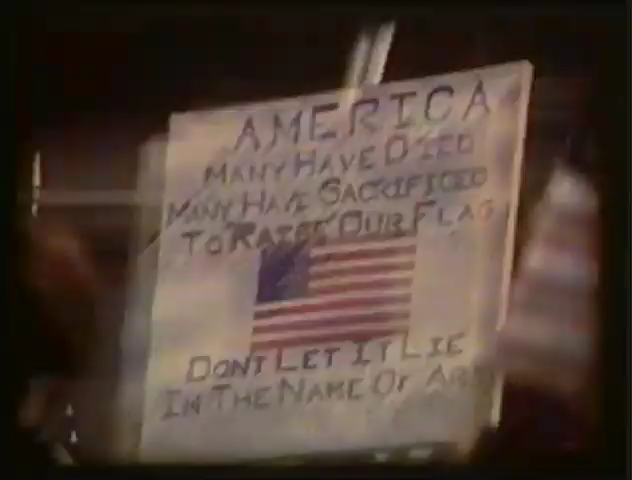 AMERICA
MANY HAVE DIED
MANY HAVE SACRIFICED
TO RAISE OUR FLAG
DONT LET IT LIE
IN THE NAME OF ART